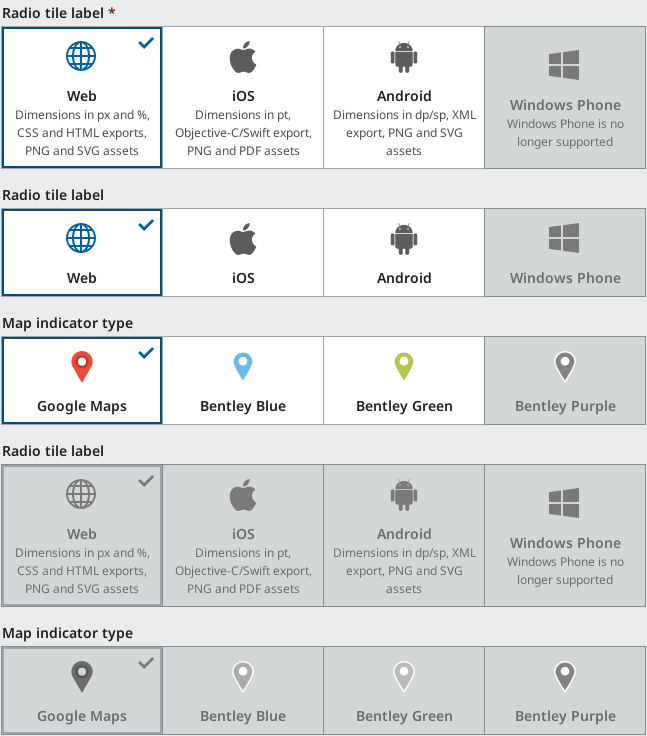 Radio tile label *
Web
Dimensions in px and %,
CSS and HTML exports,
PNG and SVG assets
iOS
Dimensions in pt,
Objective-C/Swift export,
PNG and PDF assets
Android
Dimensions in dp/sp, XML
export, PNG and SVG
assets
Windows Phone
Windows Phone is no
longer supported
Radio tile label
Web
iOS
Android
Windows Phone
Map indicator type
Google Maps
Bentley Blue
Bentley Green
Bentley Purple
Radio tile label
Web
Dimensions in px and %,
CSS and HTML exports,
PNG and SVG assets
iOS
Dimensions in pt,
Objective-C/Swift export,
PNG and PDF assets
Android
Dimensions in dp/sp, XML
export, PNG and SVG
assets
Windows Phone
Windows Phone is no
longer supported
Map indicator type
Google Maps
Bentley Blue
Bentley Green
Bentley Purple